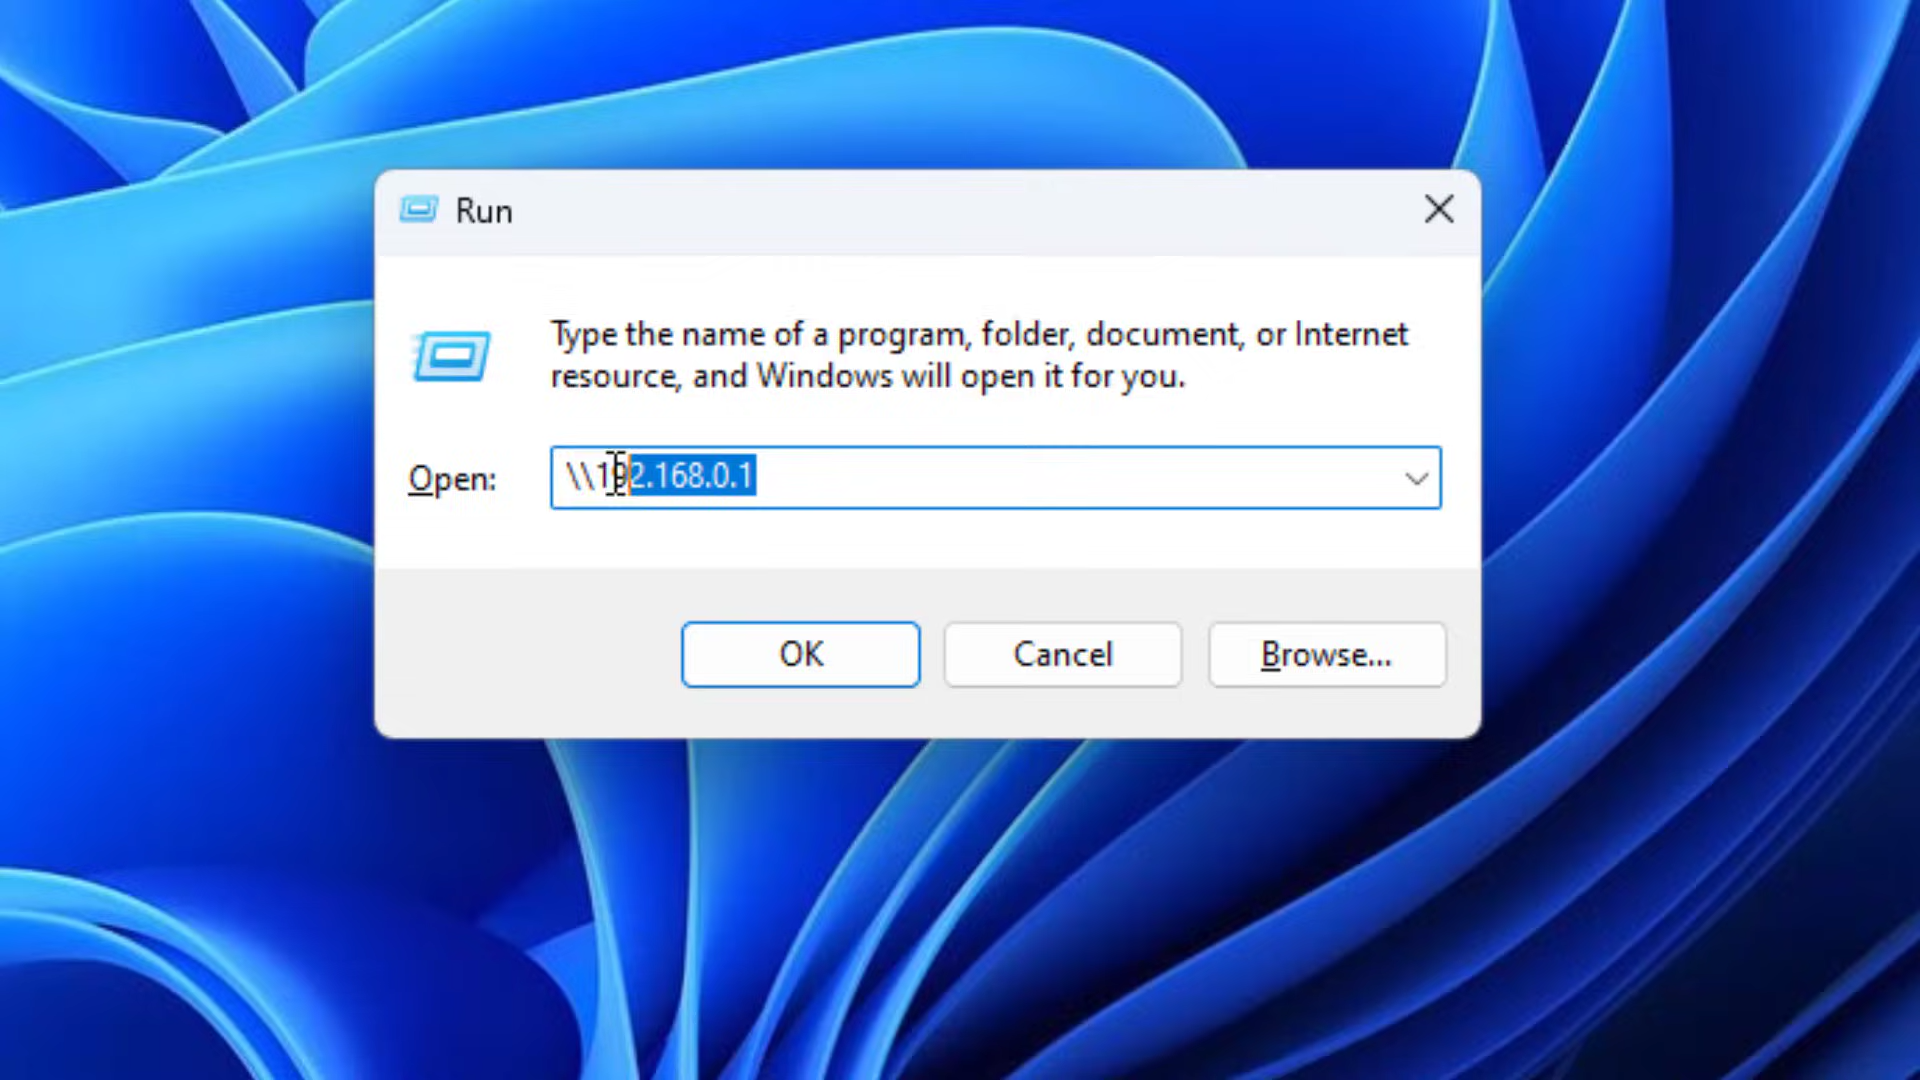 Run
Type the name of a program, folder, document, or Internet
resource, and Windows will open it for you.
Open:
\\192.168.0.1
OK
Cancel
Browse...